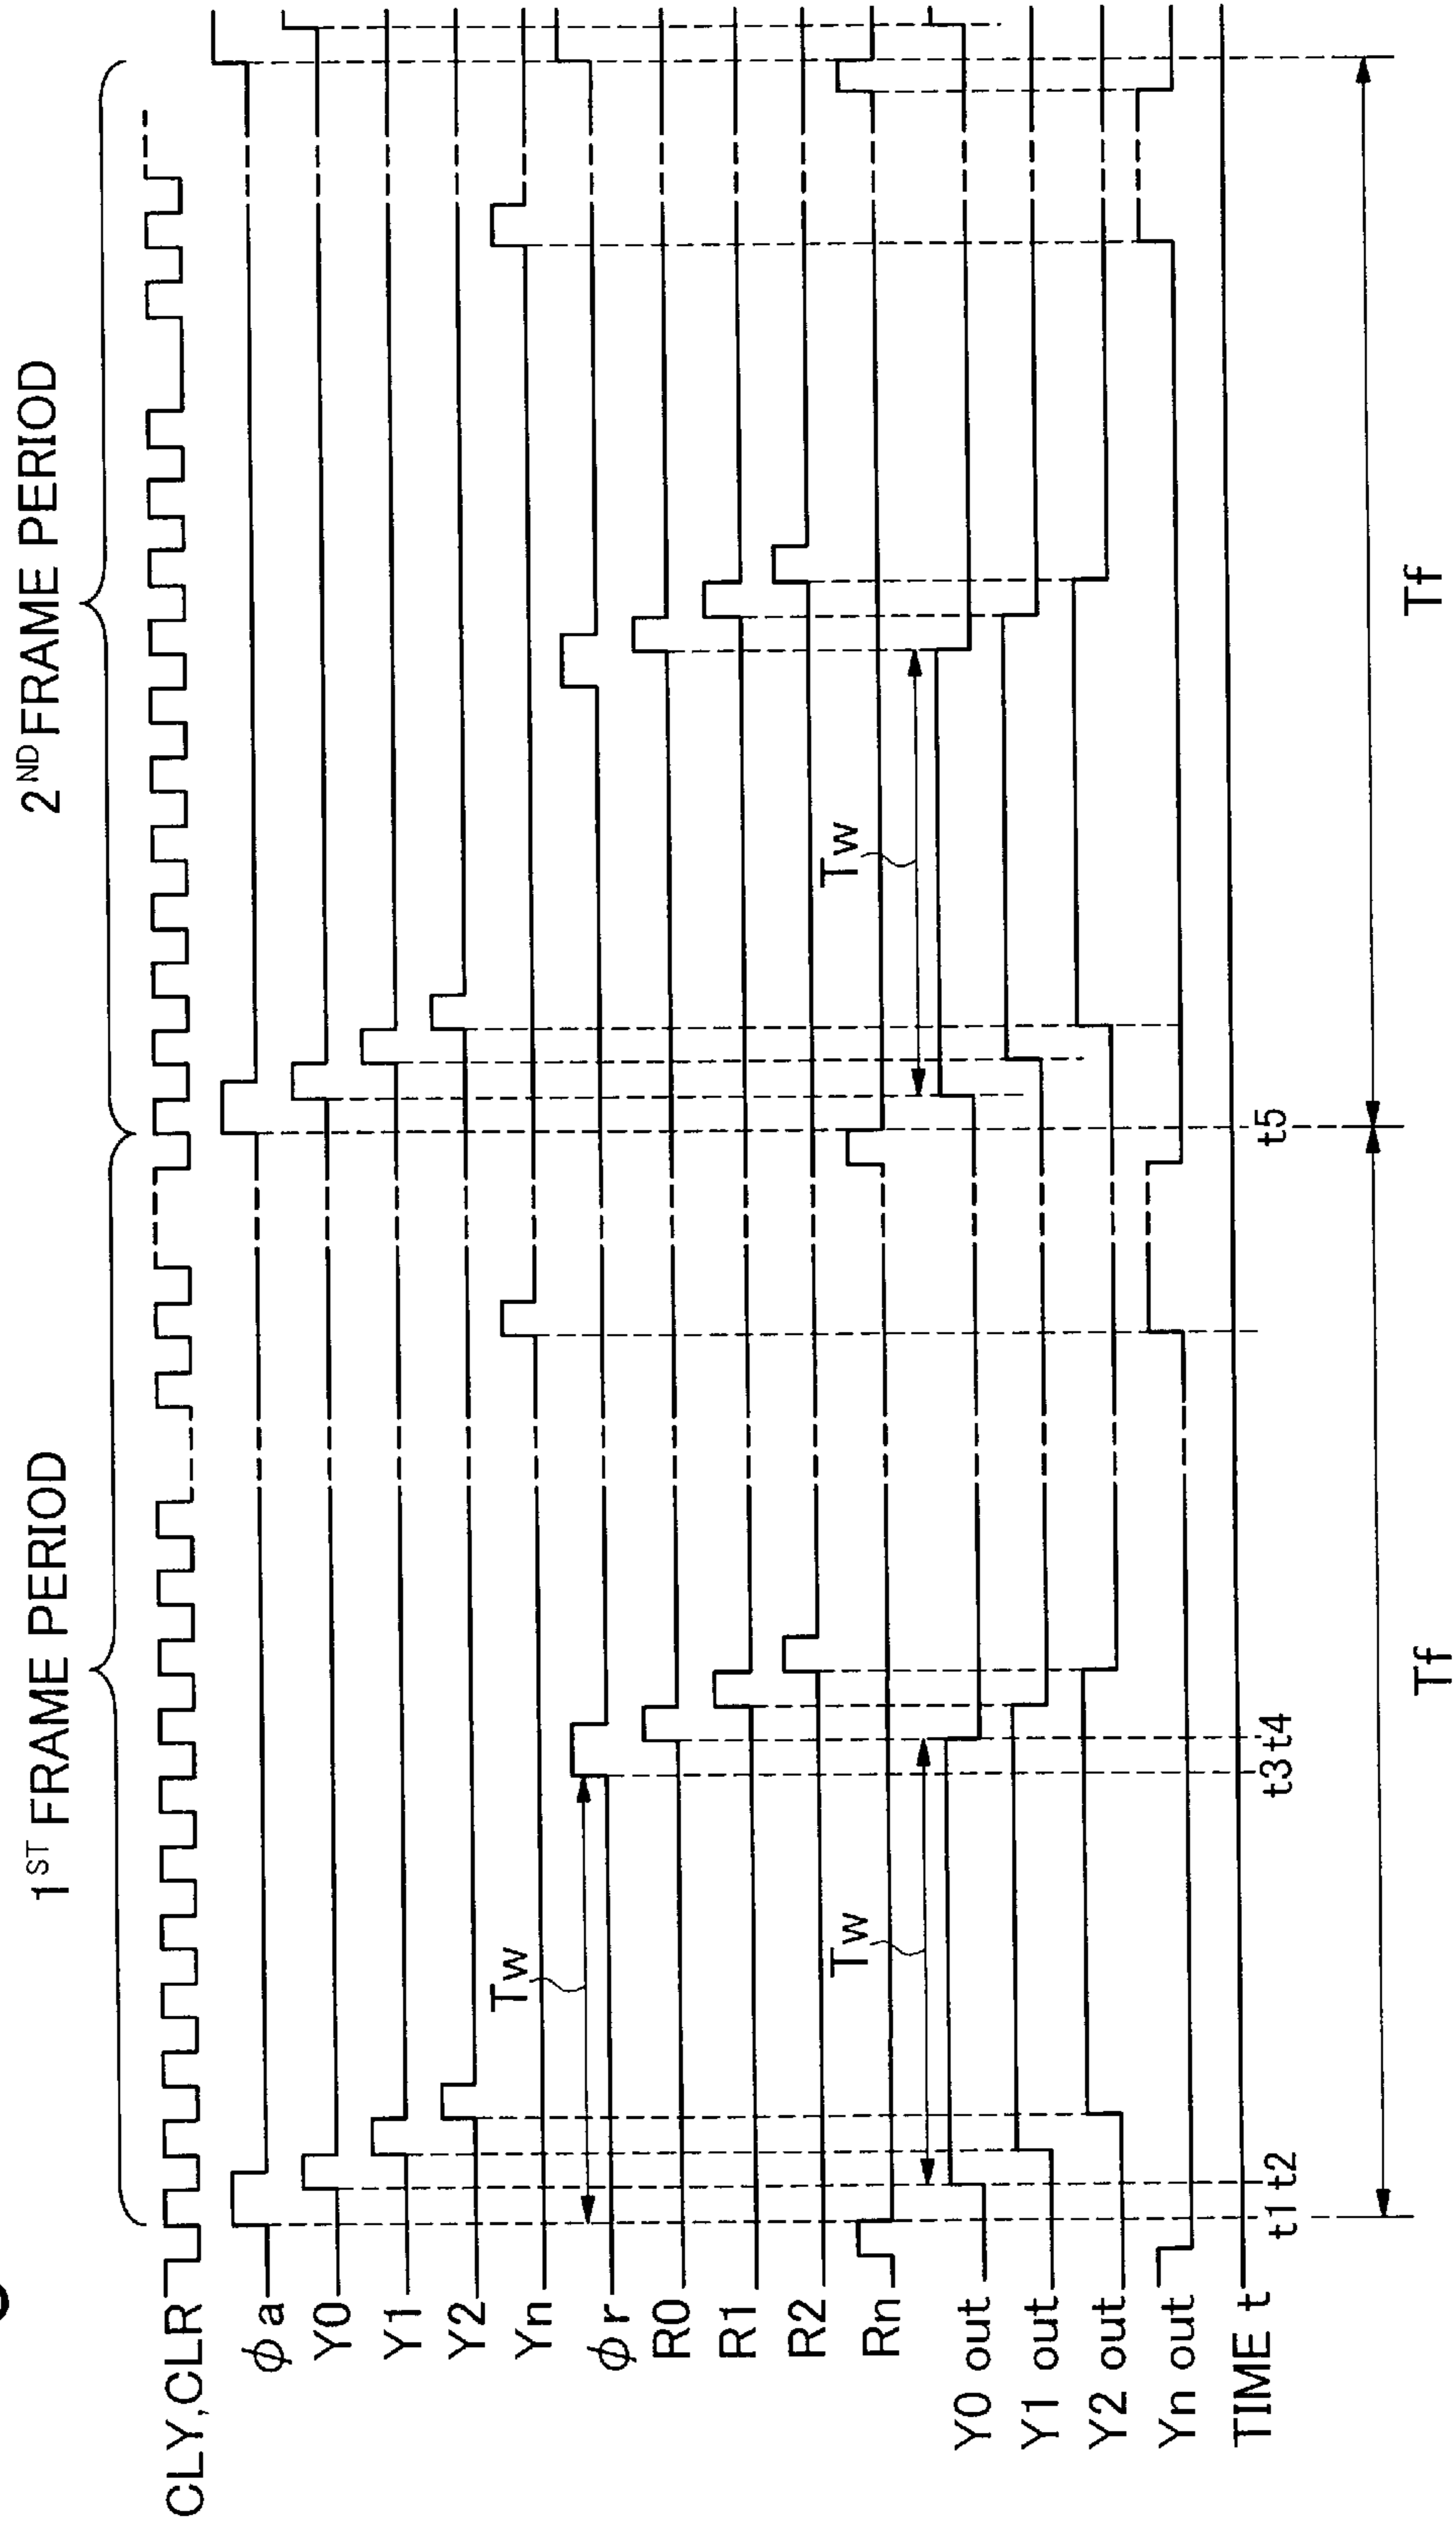 1ST FRAME PERIOD
2ND FRAME PERIOD
CLY,CLR
ϕa
Y0
Y1
Y2
Yn
Tw
ϕr
R0
R1
R2
Rn
Tw
Tw
Y0 out
Y1 out
Y2 out
Yn out
TIME t
t1 t2
t3 t4
t5
Tf
Tf